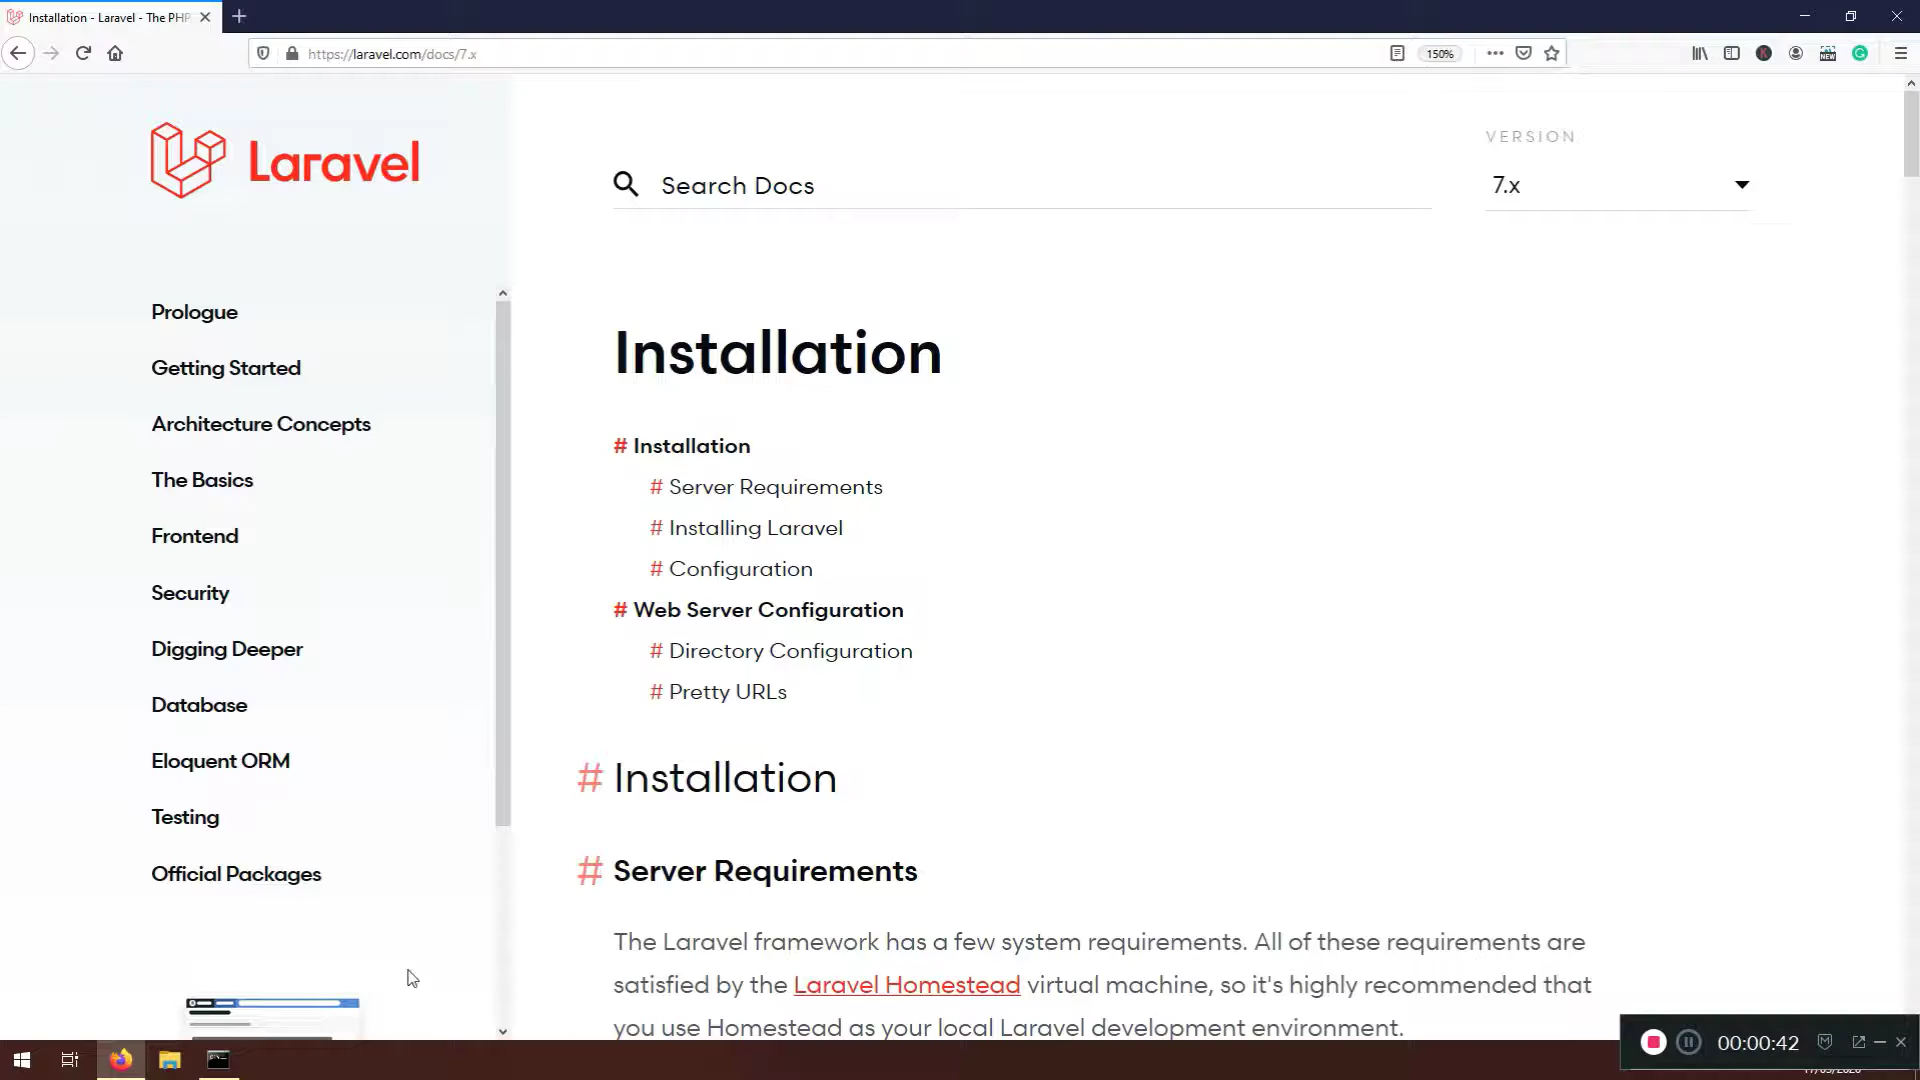 Installation - Laravel - The PHP
https://laravel.com/docs/7.x
150%
NEW
Laravel
Search Docs
VERSION
7.x
Prologue
Getting Started
Architecture Concepts
The Basics
Frontend
Security
Digging Deeper
Database
Eloquent ORM
Testing
Official Packages
Installation
# Installation
# Server Requirements
# Installing Laravel
# Configuration
# Web Server Configuration
# Directory Configuration
# Pretty URLs
# Installation
# Server Requirements
The Laravel framework has a few system requirements. All of these requirements are
satisfied by the Laravel Homestead virtual machine, so it's highly recommended that
you use Homestead as your local Laravel development environment.
00:00:42